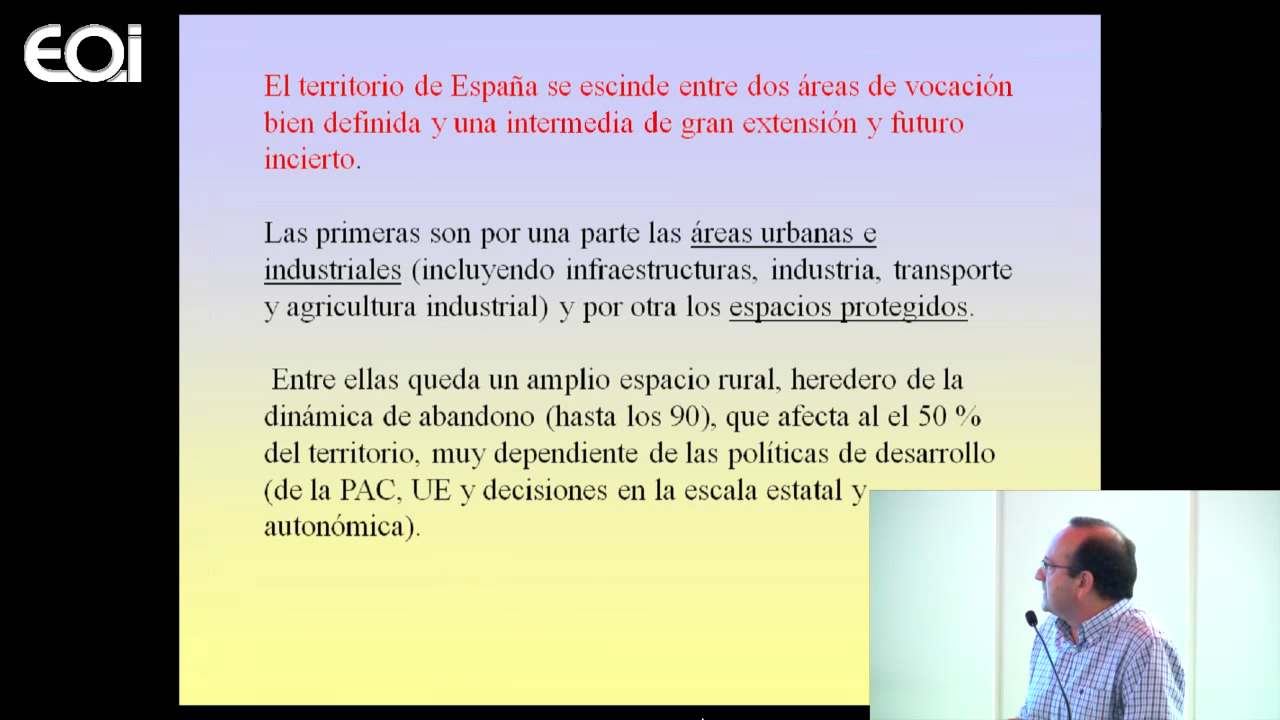 EOi
El territorio de España se escinde entre dos áreas de vocación
bien definida y una intermedia de gran extensión y futuro
incierto.
Las primeras son por una parte las áreas urbanas e
industriales (incluyendo infraestructuras, industria, transporte
y agricultura industrial) y por otra los espacios protegidos.
Entre ellas queda un amplio espacio rural, heredero de la
dinámica de abandono (hasta los 90), que afecta al el 50 %
del territorio, muy dependiente de las políticas de desarrollo
(de la PAC, UE y decisiones en la escala estatal y
autonómica).